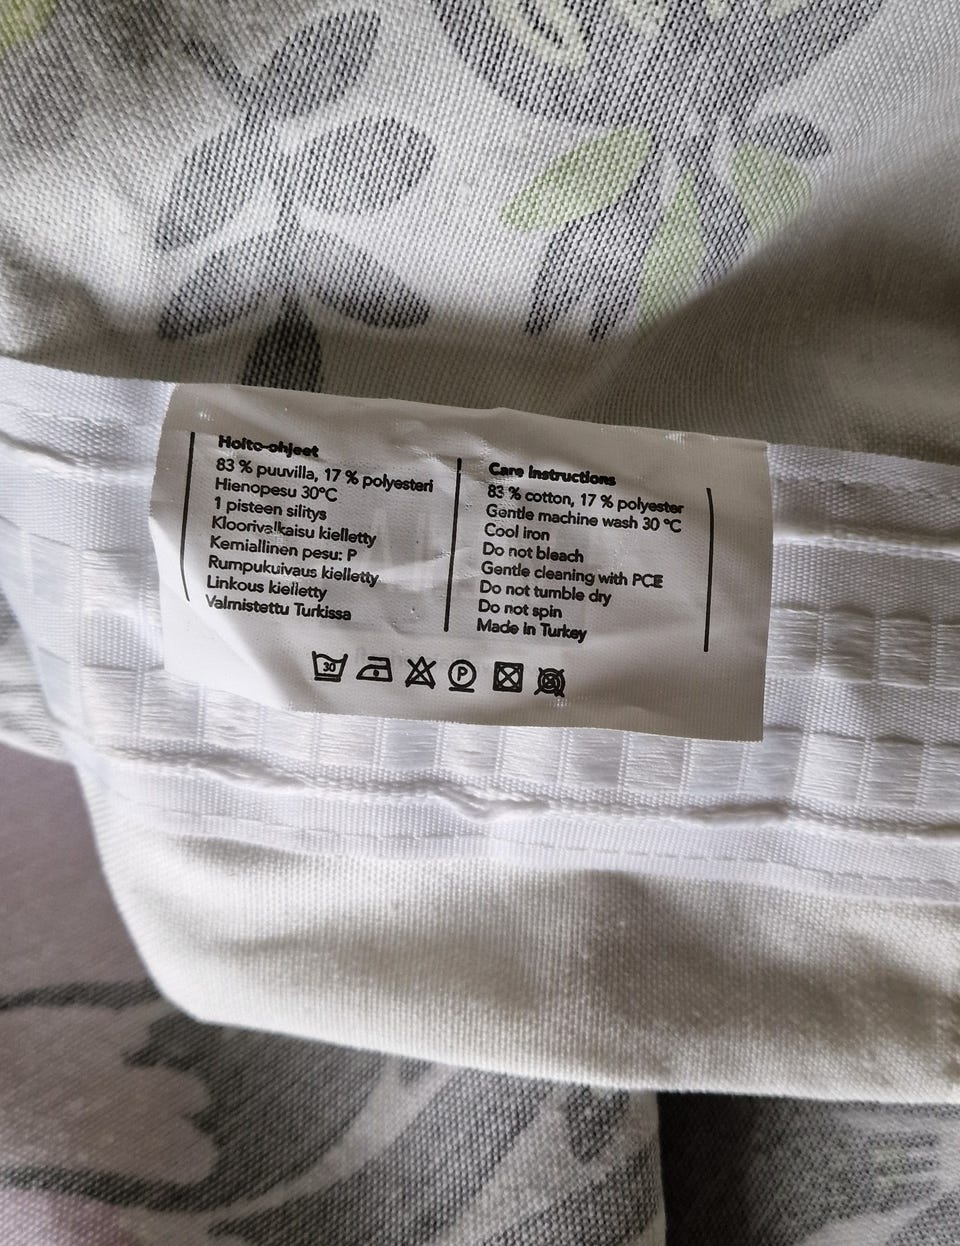 Hoito-ohjeet
83 % puuvilla, 17 % polyesteri
Hienopesu 30°C
1 pisteen silitys
Kloorivalkaisu kielletty
Kemiallinen pesu: P
Rumpukuivaus kielletty
Linkous kielletty
Valmistettu Turkissa
Care Instructions
83 % cotton, 17 % polyester
Gentle machine wash 30 °C
Cool iron
Do not bleach
Gentle cleaning with PCE
Do not tumble dry
Do not spin
Made in Turkey
30 P